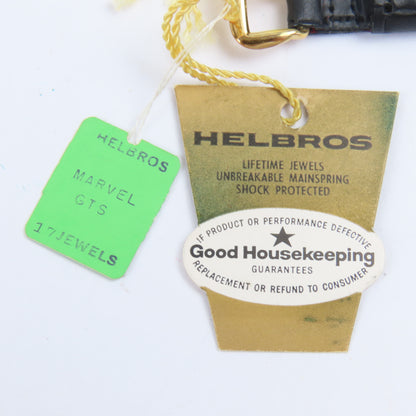 HELBROS
MARVEL
GTS
17JEWELS
HELBROS
LIFETIME JEWELS
UNBREAKABLE MAINSPRING
SHOCK PROTECTED
IF PRODUCT OR PERFORMANCE DEFECTIVE
Good Housekeeping
GUARANTEES
REPLACEMENT OR REFUND TO CONSUMER